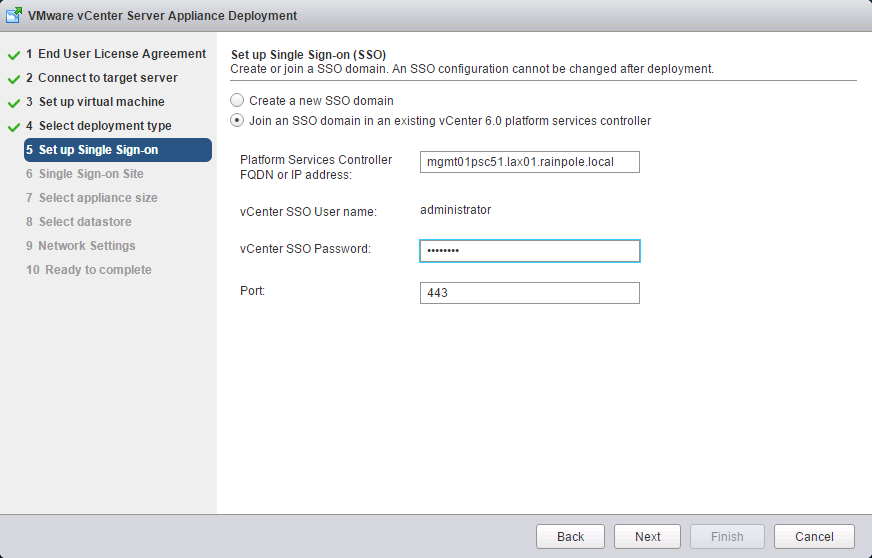 VMware vCenter Server Appliance Deployment
1 End User License Agreement
2 Connect to target server
3 Set up virtual machine
4 Select deployment type
5 Set up Single Sign-on
6 Single Sign-on Site
7 Select appliance size
8 Select datastore
9 Network Settings
10 Ready to complete
Set up Single Sign-on (SSO)
Create or join a SSO domain. An SSO configuration cannot be changed after deployment.
Create a new SSO domain
Join an SSO domain in an existing vCenter 6.0 platform services controller
Platform Services Controller
FQDN or IP address:
mgmt01psc51.lax01.rainpole.local
vCenter SSO User name:
administrator
vCenter SSO Password:
••••••••
Port:
443
Back
Next
Finish
Cancel